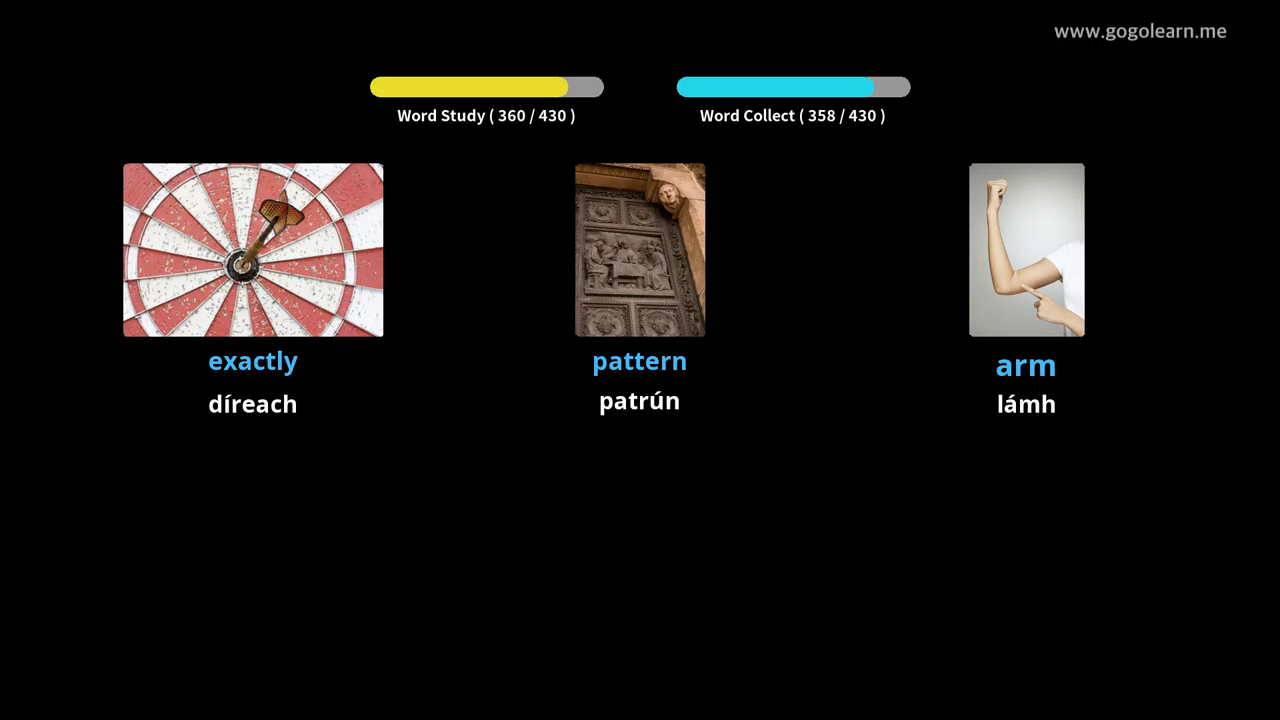 www.gogolearn.me
Word Study ( 360 / 430 )
Word Collect ( 358 / 430 )
exactly
pattern
arm
díreach
patrún
lámh